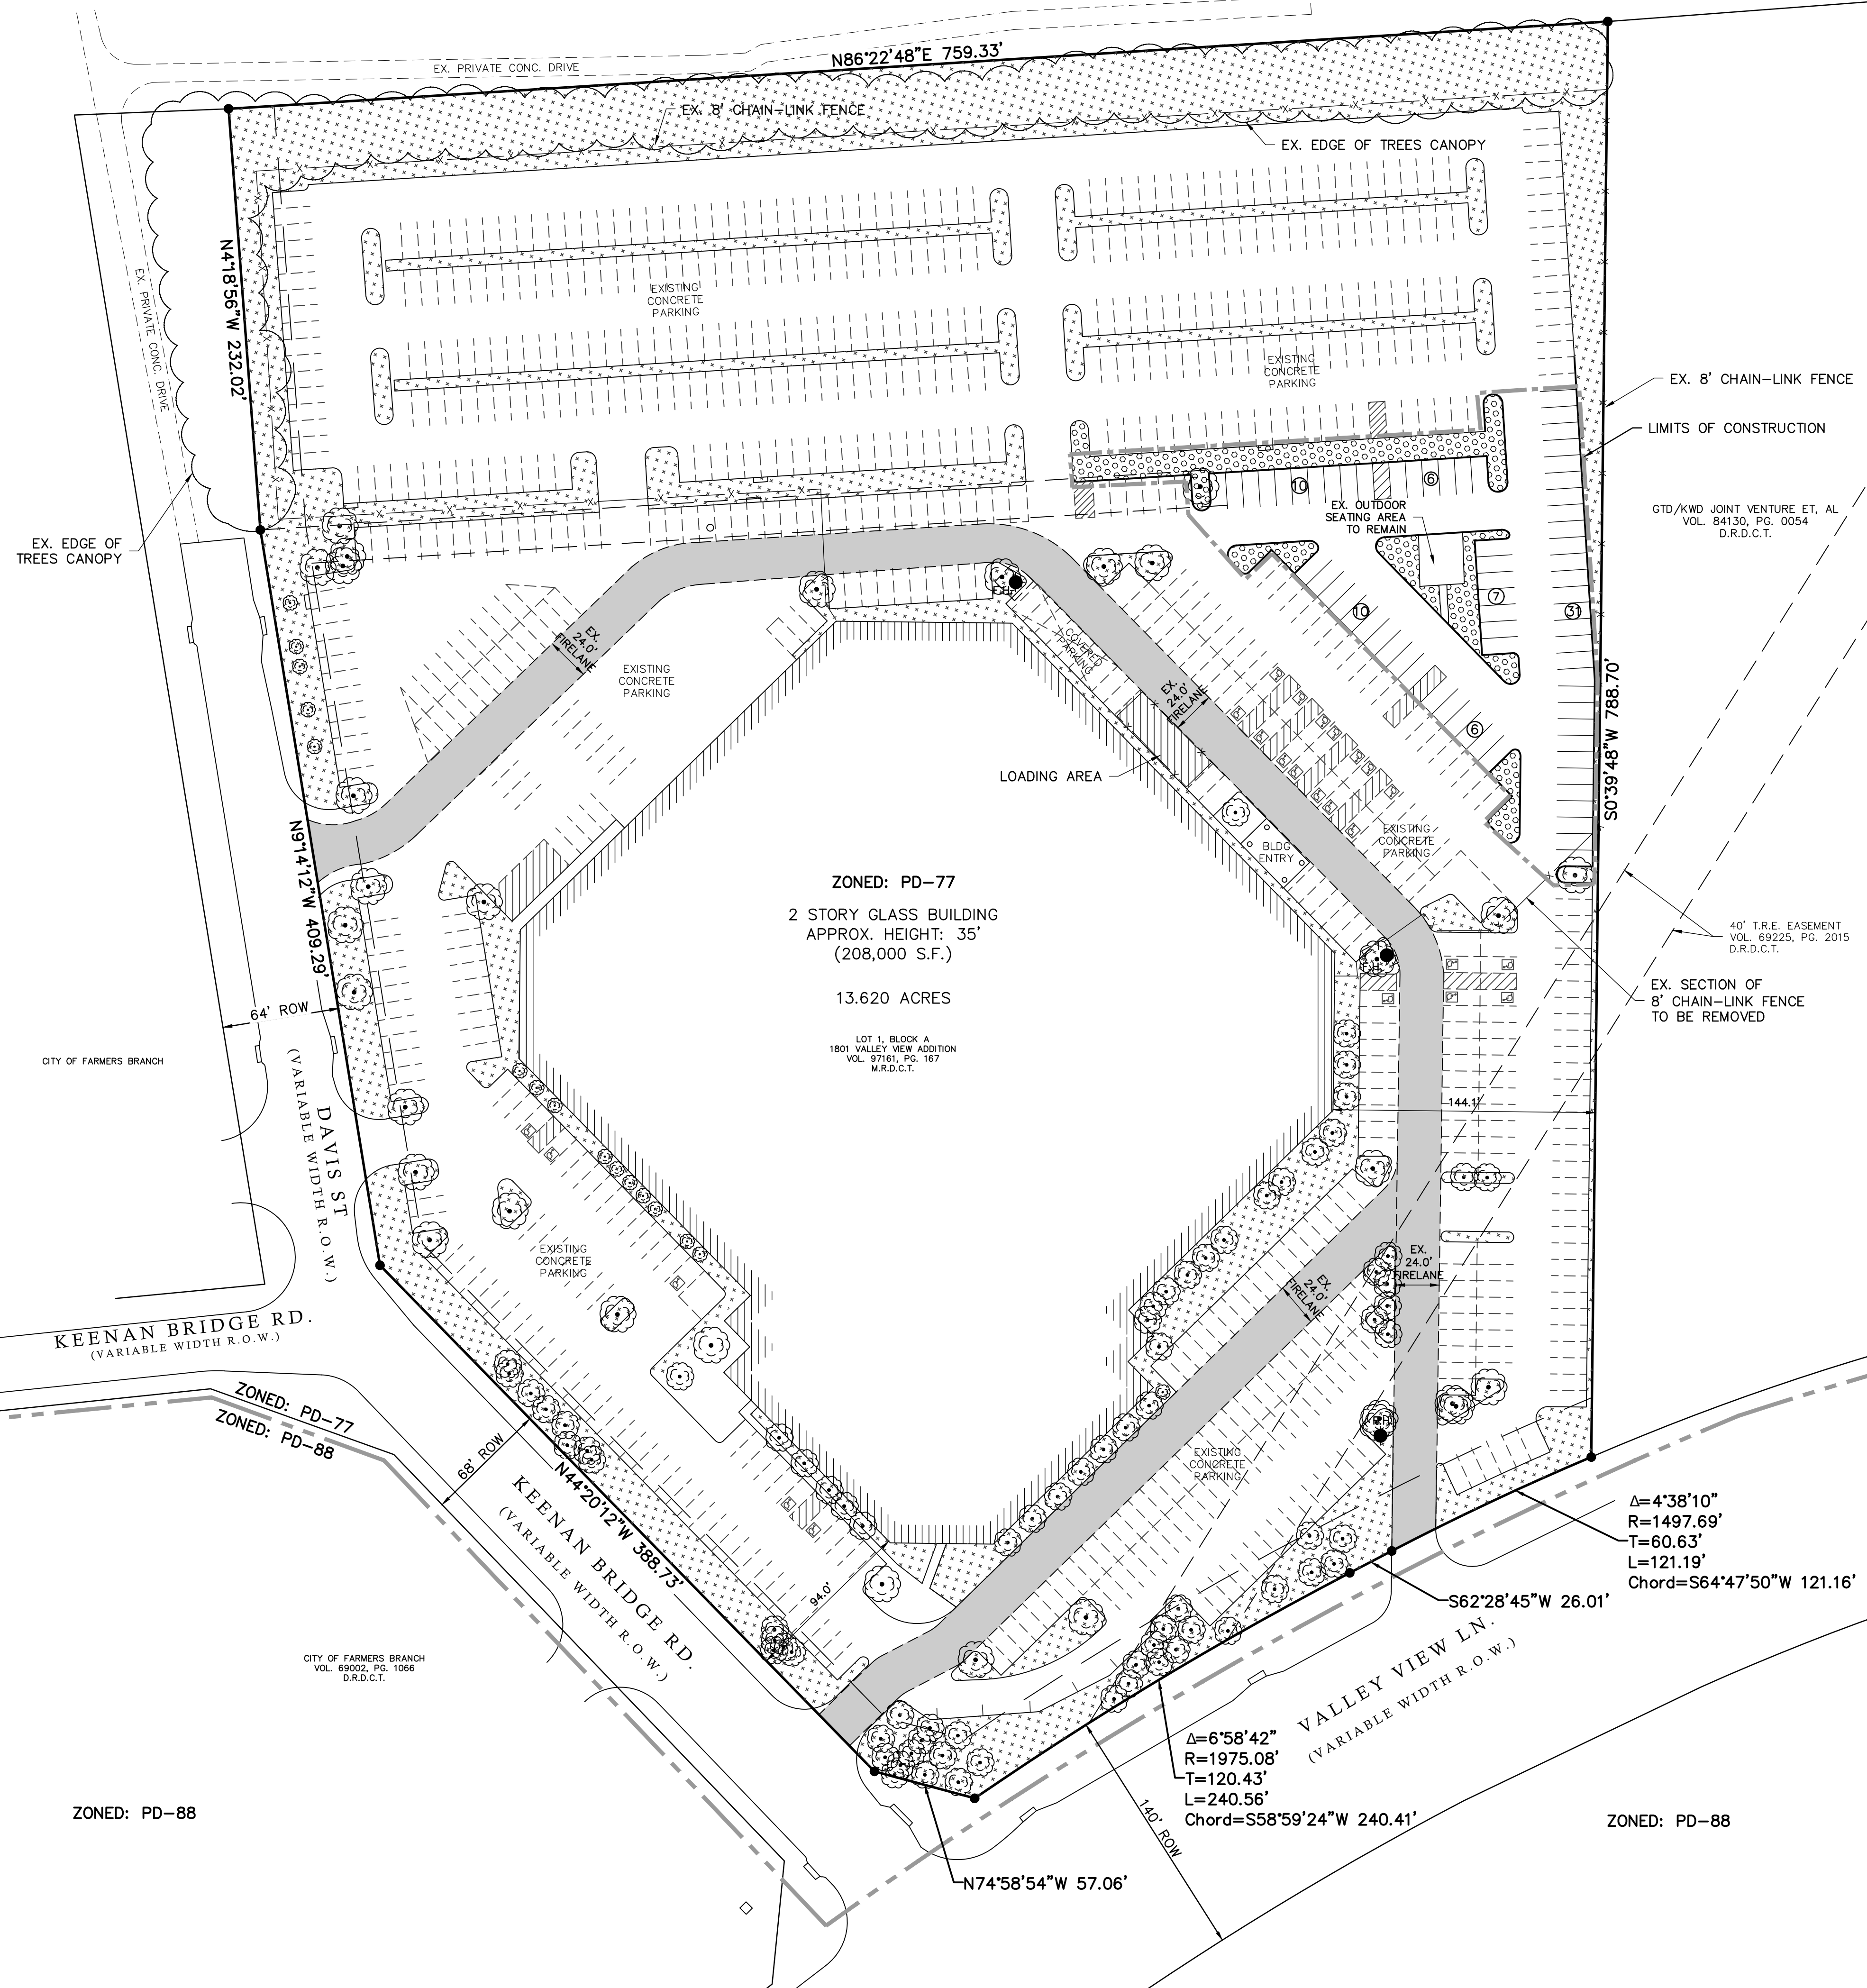 N86°22'48"E 759.33'
EX. PRIVATE CONC. DRIVE
EX. 8' CHAIN-LINK FENCE
EX. EDGE OF TREES CANOPY
EX. PRIVATE CONC. DRIVE
N4°18'56"W 232.02'
EXISTING
CONCRETE
PARKING
EXISTING
CONCRETE
PARKING
EX. 8' CHAIN-LINK FENCE
LIMITS OF CONSTRUCTION
10
6
EX. OUTDOOR
SEATING AREA
TO REMAIN
GTD/KWD JOINT VENTURE ET, AL
VOL. 84130, PG. 0054
D.R.D.C.T.
EX. EDGE OF
TREES CANOPY
10
7
31
6
EX.
24.0'
FIRELANE
EXISTING
CONCRETE
PARKING
COVERED
PARKING
EX.
24.0'
FIRELANE
S0°39'48"W 788.70'
LOADING AREA
EXISTING
CONCRETE
PARKING
BLDG
ENTRY
N9°14'12"W 409.29'
ZONED: PD-77
2 STORY GLASS BUILDING
APPROX. HEIGHT: 35'
(208,000 S.F.)
13.620 ACRES
LOT 1, BLOCK A
1801 VALLEY VIEW ADDITION
VOL. 97161, PG. 167
M.R.D.C.T.
40' T.R.E. EASEMENT
VOL. 69225, PG. 2015
D.R.D.C.T.
EX. SECTION OF
8' CHAIN-LINK FENCE
TO BE REMOVED
64' ROW
CITY OF FARMERS BRANCH
144.1'
DAVIS ST
(VARIABLE WIDTH R.O.W.)
EXISTING
CONCRETE
PARKING
EX.
24.0'
FIRELANE
EX.
24.0'
FIRELANE
KEENAN BRIDGE RD.
(VARIABLE WIDTH R.O.W.)
ZONED: PD-77
ZONED: PD-88
68' ROW
N44°20'12"W 388.73'
KEENAN BRIDGE RD.
(VARIABLE WIDTH R.O.W.)
EXISTING
CONCRETE
PARKING
94.0'
Δ=4°38'10"
R=1497.69'
T=60.63'
L=121.19'
Chord=S64°47'50"W 121.16'
S62°28'45"W 26.01'
CITY OF FARMERS BRANCH
VOL. 69002, PG. 1066
D.R.D.C.T.
VALLEY VIEW LN.
(VARIABLE WIDTH R.O.W.)
Δ=6°58'42"
R=1975.08'
T=120.43'
L=240.56'
Chord=S58°59'24"W 240.41'
140' ROW
ZONED: PD-88
ZONED: PD-88
N74°58'54"W 57.06'